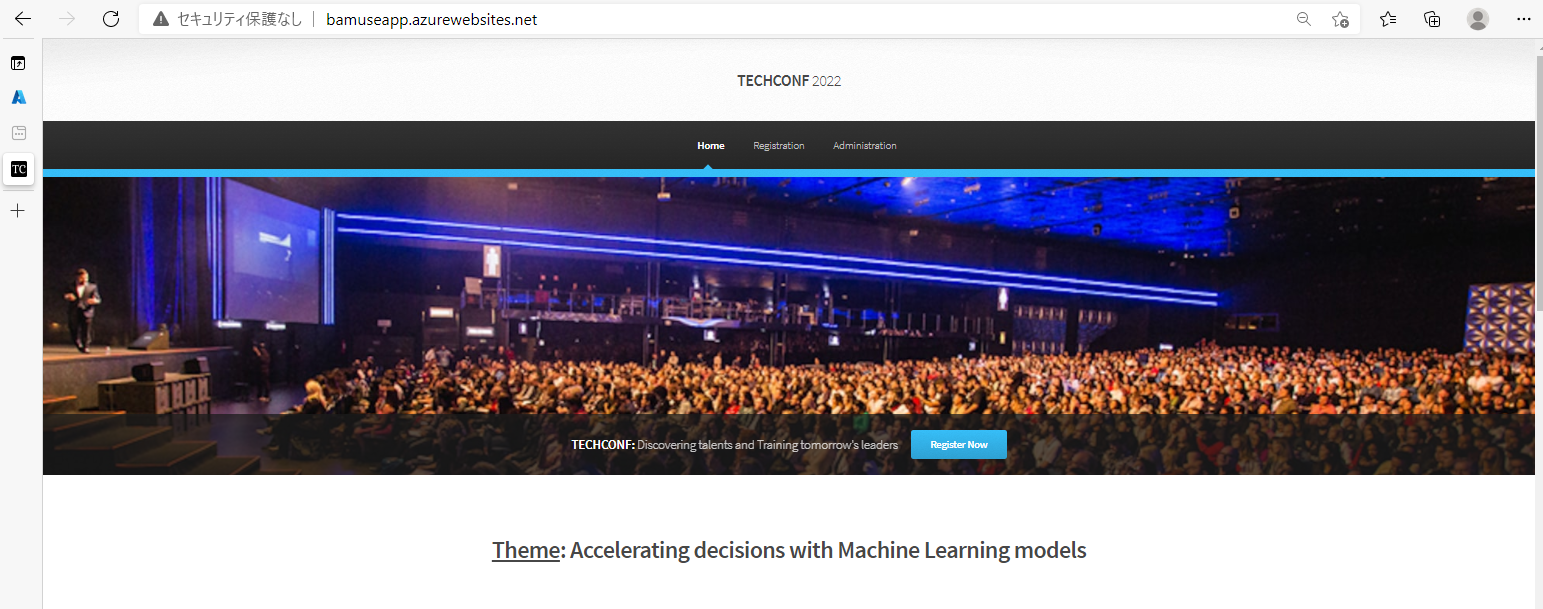 セキュリティ保護なし
bamuseapp.azurewebsites.net
TC
TECHCONF 2022
Home Registration Administration
TECHCONF: Discovering talents and Training tomorrow's leaders Register Now
Theme: Accelerating decisions with Machine Learning models